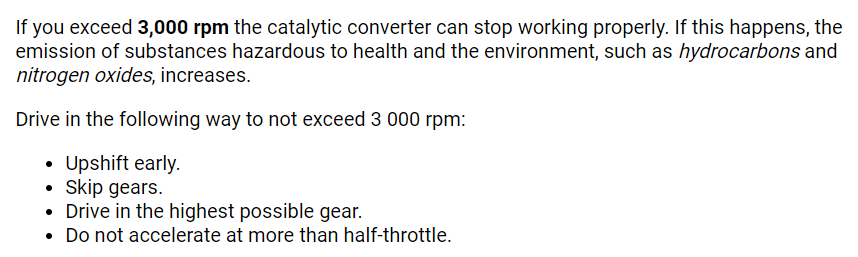 If you exceed 3,000 rpm the catalytic converter can stop working properly. If this happens, the
emission of substances hazardous to health and the environment, such as hydrocarbons and
nitrogen oxides, increases.
Drive in the following way to not exceed 3 000 rpm:
• Upshift early.
• Skip gears.
• Drive in the highest possible gear.
• Do not accelerate at more than half-throttle.